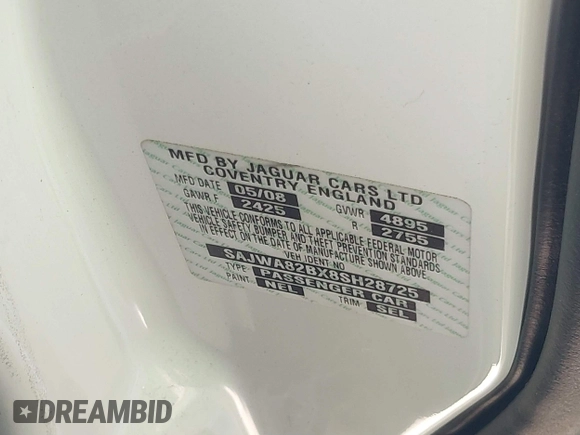 MFD BY JAGUAR CARS LTD
COVENTRY ENGLAND
MFD DATE 05/08 GVWR 4895
GAWR F 2425 R 2755
THIS VEHICLE CONFORMS TO ALL APPLICABLE FEDERAL MOTOR
VEHICLE SAFETY BUMPER AND THEFT PREVENTION STANDARDS
IN EFFECT ON THE DATE OF MANUFACTURE SHOWN ABOVE.
VEH IDENT NO
SAJWA82BX8SH28725
TYPE PASSENGER CAR
PAINT NEL TRIM SEL
DREAMBID